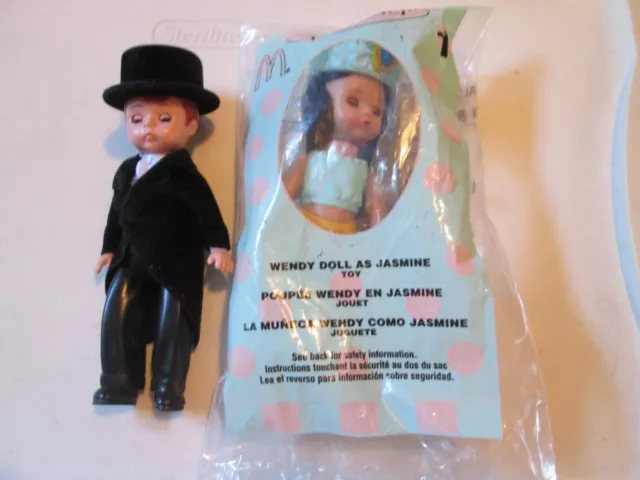 Sterilite
M
WENDY DOLL AS JASMINE
TOY
POUPÉE WENDY EN JASMINE
JOUET
LA MUÑECA WENDY COMO JASMINE
JUGUETE
See back for safety information.
Instructions touchant la sécurité au dos du sac
Lea el reverso para información sobre seguridad.